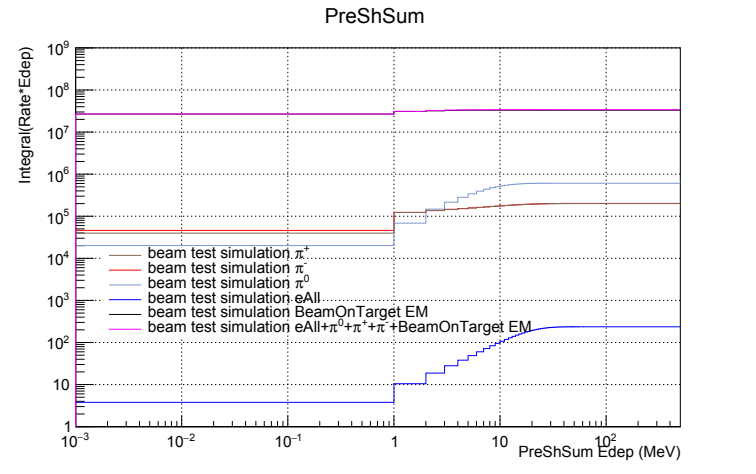 PreShSum
Integral(Rate*Edep)
10⁹
10⁸
10⁷
10⁶
10⁵
10⁴
10³
10²
10
1
beam test simulation π⁺
beam test simulation π⁻
beam test simulation π⁰
beam test simulation eAll
beam test simulation BeamOnTarget EM
beam test simulation eAll+π⁰+π⁺+π⁻+BeamOnTarget EM
10⁻³ 10⁻² 10⁻¹ 1 10 10²
PreShSum Edep (MeV)